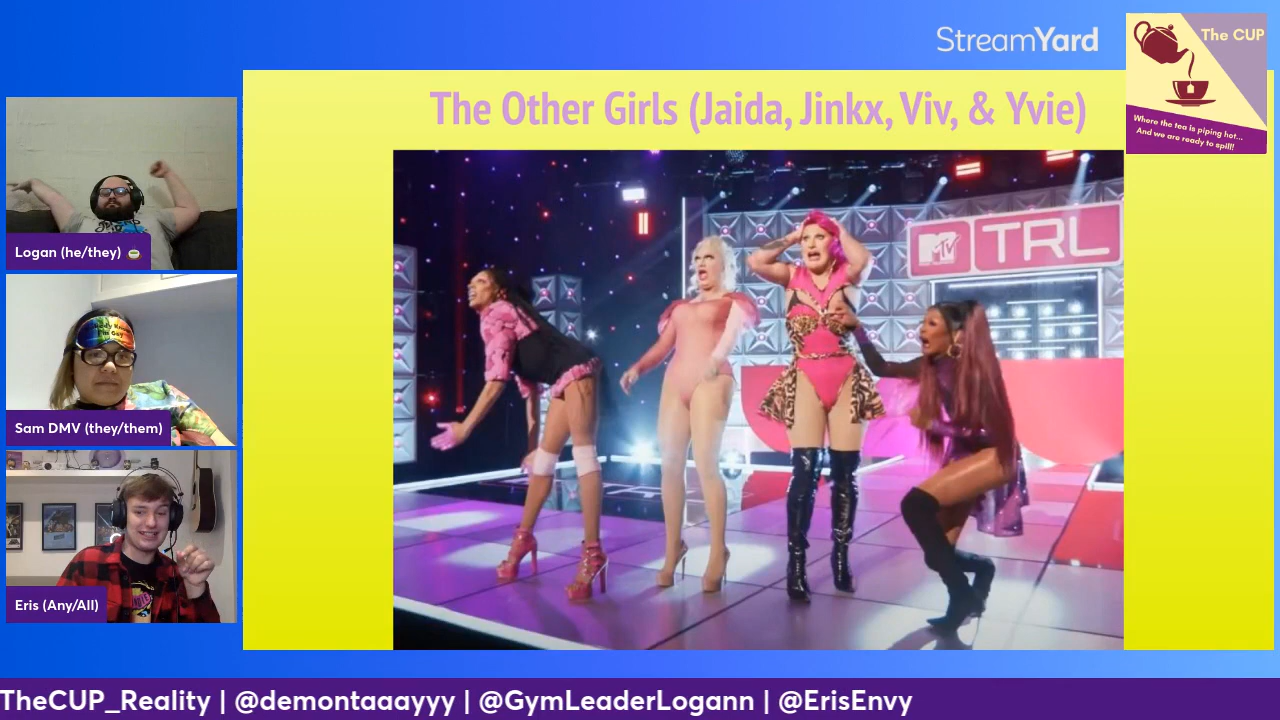 StreamYard
The CUP
Where the tea is piping hot...
And we are ready to spill!
The Other Girls (Jaida, Jinkx, Viv, & Yvie)
MTV TRL
Logan (he/they)
Sam DMV (they/them)
Eris (Any/All)
TheCUP_Reality | @demontaaayyy | @GymLeaderLogann | @ErisEnvy